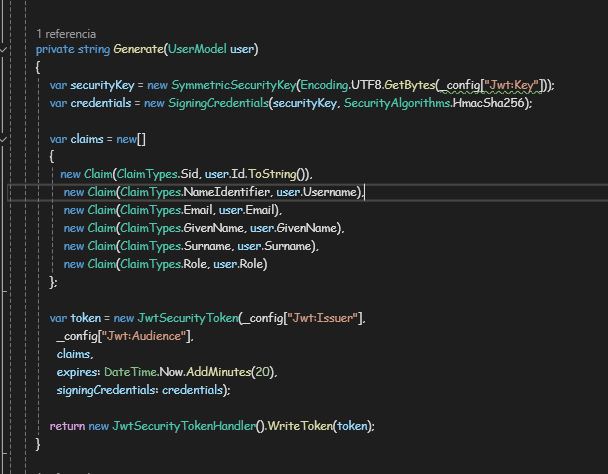 1 referencia
private string Generate(UserModel user)
{
var securityKey = new SymmetricSecurityKey(Encoding.UTF8.GetBytes(_config["Jwt:Key"]));
var credentials = new SigningCredentials(securityKey, SecurityAlgorithms.HmacSha256);
var claims = new[]
{
new Claim(ClaimTypes.Sid, user.Id.ToString()),
new Claim(ClaimTypes.NameIdentifier, user.Username),
new Claim(ClaimTypes.Email, user.Email),
new Claim(ClaimTypes.GivenName, user.GivenName),
new Claim(ClaimTypes.Surname, user.Surname),
new Claim(ClaimTypes.Role, user.Role)
};
var token = new JwtSecurityToken(_config["Jwt:Issuer"],
_config["Jwt:Audience"],
claims,
expires: DateTime.Now.AddMinutes(20),
signingCredentials: credentials);
return new JwtSecurityTokenHandler().WriteToken(token);
}